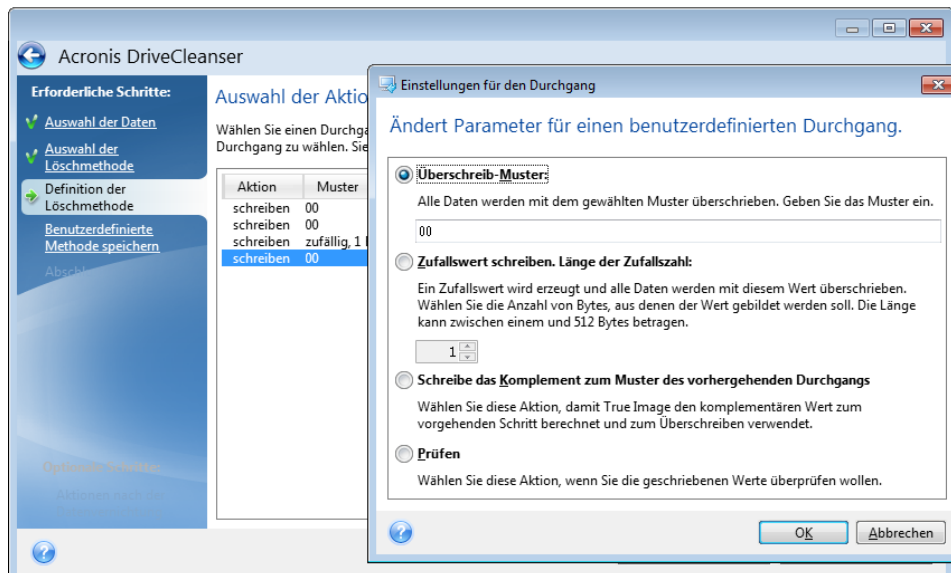 Acronis DriveCleanser
Erforderliche Schritte:
Auswahl der Daten
Auswahl der
Löschmethode
Definition der
Löschmethode
Benutzerdefinierte
Methode speichern
Auswahl der Aktio
Wählen Sie einen Durchga
Durchgang zu wählen. Sie
Aktion Muster
schreiben 00
schreiben 00
schreiben zufällig, 1
schreiben 00
Einstellungen für den Durchgang
Ändert Parameter für einen benutzerdefinierten Durchgang.
Überschreib-Muster:
Alle Daten werden mit dem gewählten Muster überschrieben. Geben Sie das Muster ein.
00
Zufallswert schreiben. Länge der Zufallszahl:
Ein Zufallswert wird erzeugt und alle Daten werden mit diesem Wert überschrieben.
Wählen Sie die Anzahl von Bytes, aus denen der Wert gebildet werden soll. Die Länge
kann zwischen einem und 512 Bytes betragen.
1
Schreibe das Komplement zum Muster des vorhergehenden Durchgangs
Wählen Sie diese Aktion, damit True Image den komplementären Wert zum
vorgehenden Schritt berechnet und zum Überschreiben verwendet.
Prüfen
Wählen Sie diese Aktion, wenn Sie die geschriebenen Werte überprüfen wollen.
OK
Abbrechen